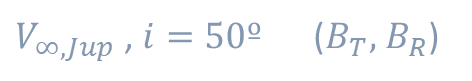 V∞,Jup , i = 50º (B_T, B_R)